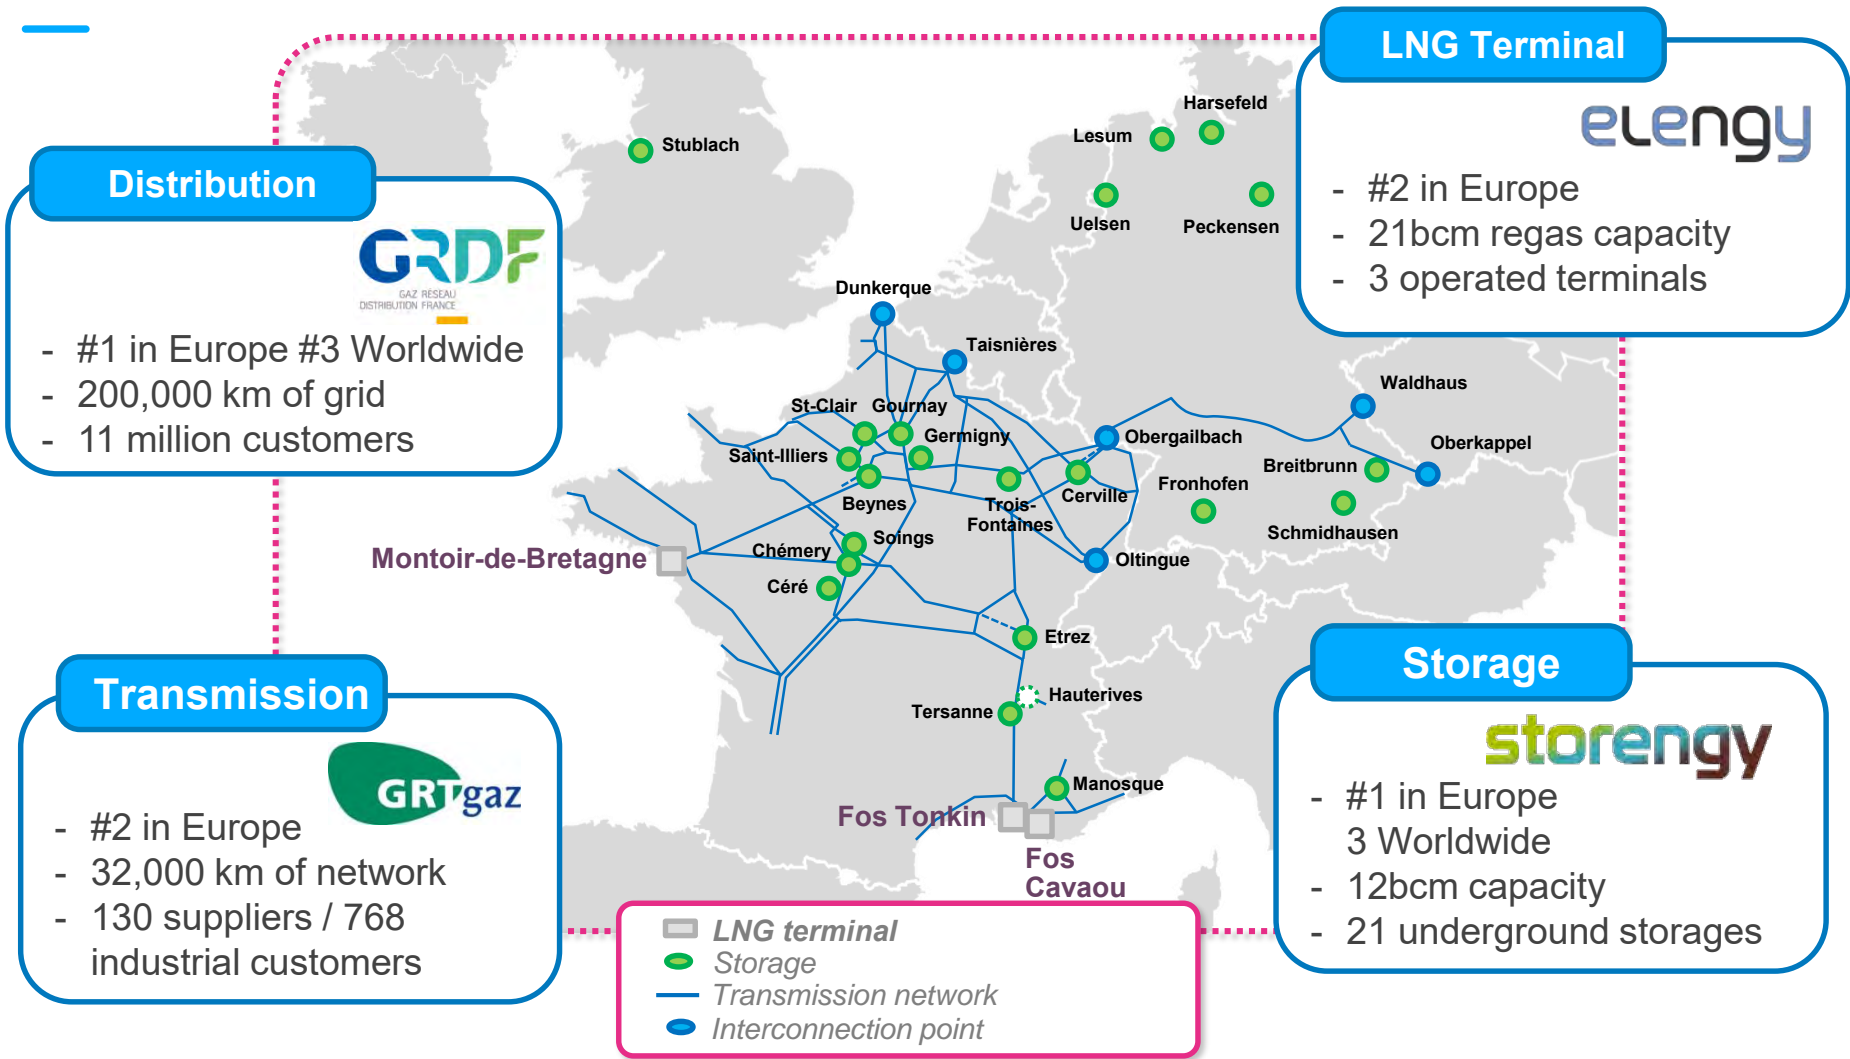 LNG Terminal
elengy
- #2 in Europe
- 21bcm regas capacity
- 3 operated terminals
Distribution
GRDF
GAZ RÉSEAU
DISTRIBUTION FRANCE
- #1 in Europe #3 Worldwide
- 200,000 km of grid
- 11 million customers
Transmission
GRTgaz
- #2 in Europe
- 32,000 km of network
- 130 suppliers / 768
industrial customers
Storage
storengy
- #1 in Europe
3 Worldwide
- 12bcm capacity
- 21 underground storages
Stublach
Harsefeld
Lesum
Uelsen
Peckensen
Dunkerque
Taisnières
Waldhaus
St-Clair
Gournay
Germigny
Obergailbach
Oberkappel
Saint-Illiers
Breitbrunn
Beynes
Trois-
Fontaines
Cerville
Fronhofen
Schmidhausen
Soings
Chémery
Montoir-de-Bretagne
Oltingue
Céré
Etrez
Hauterives
Tersanne
Manosque
Fos Tonkin
Fos
Cavaou
LNG terminal
Storage
Transmission network
Interconnection point